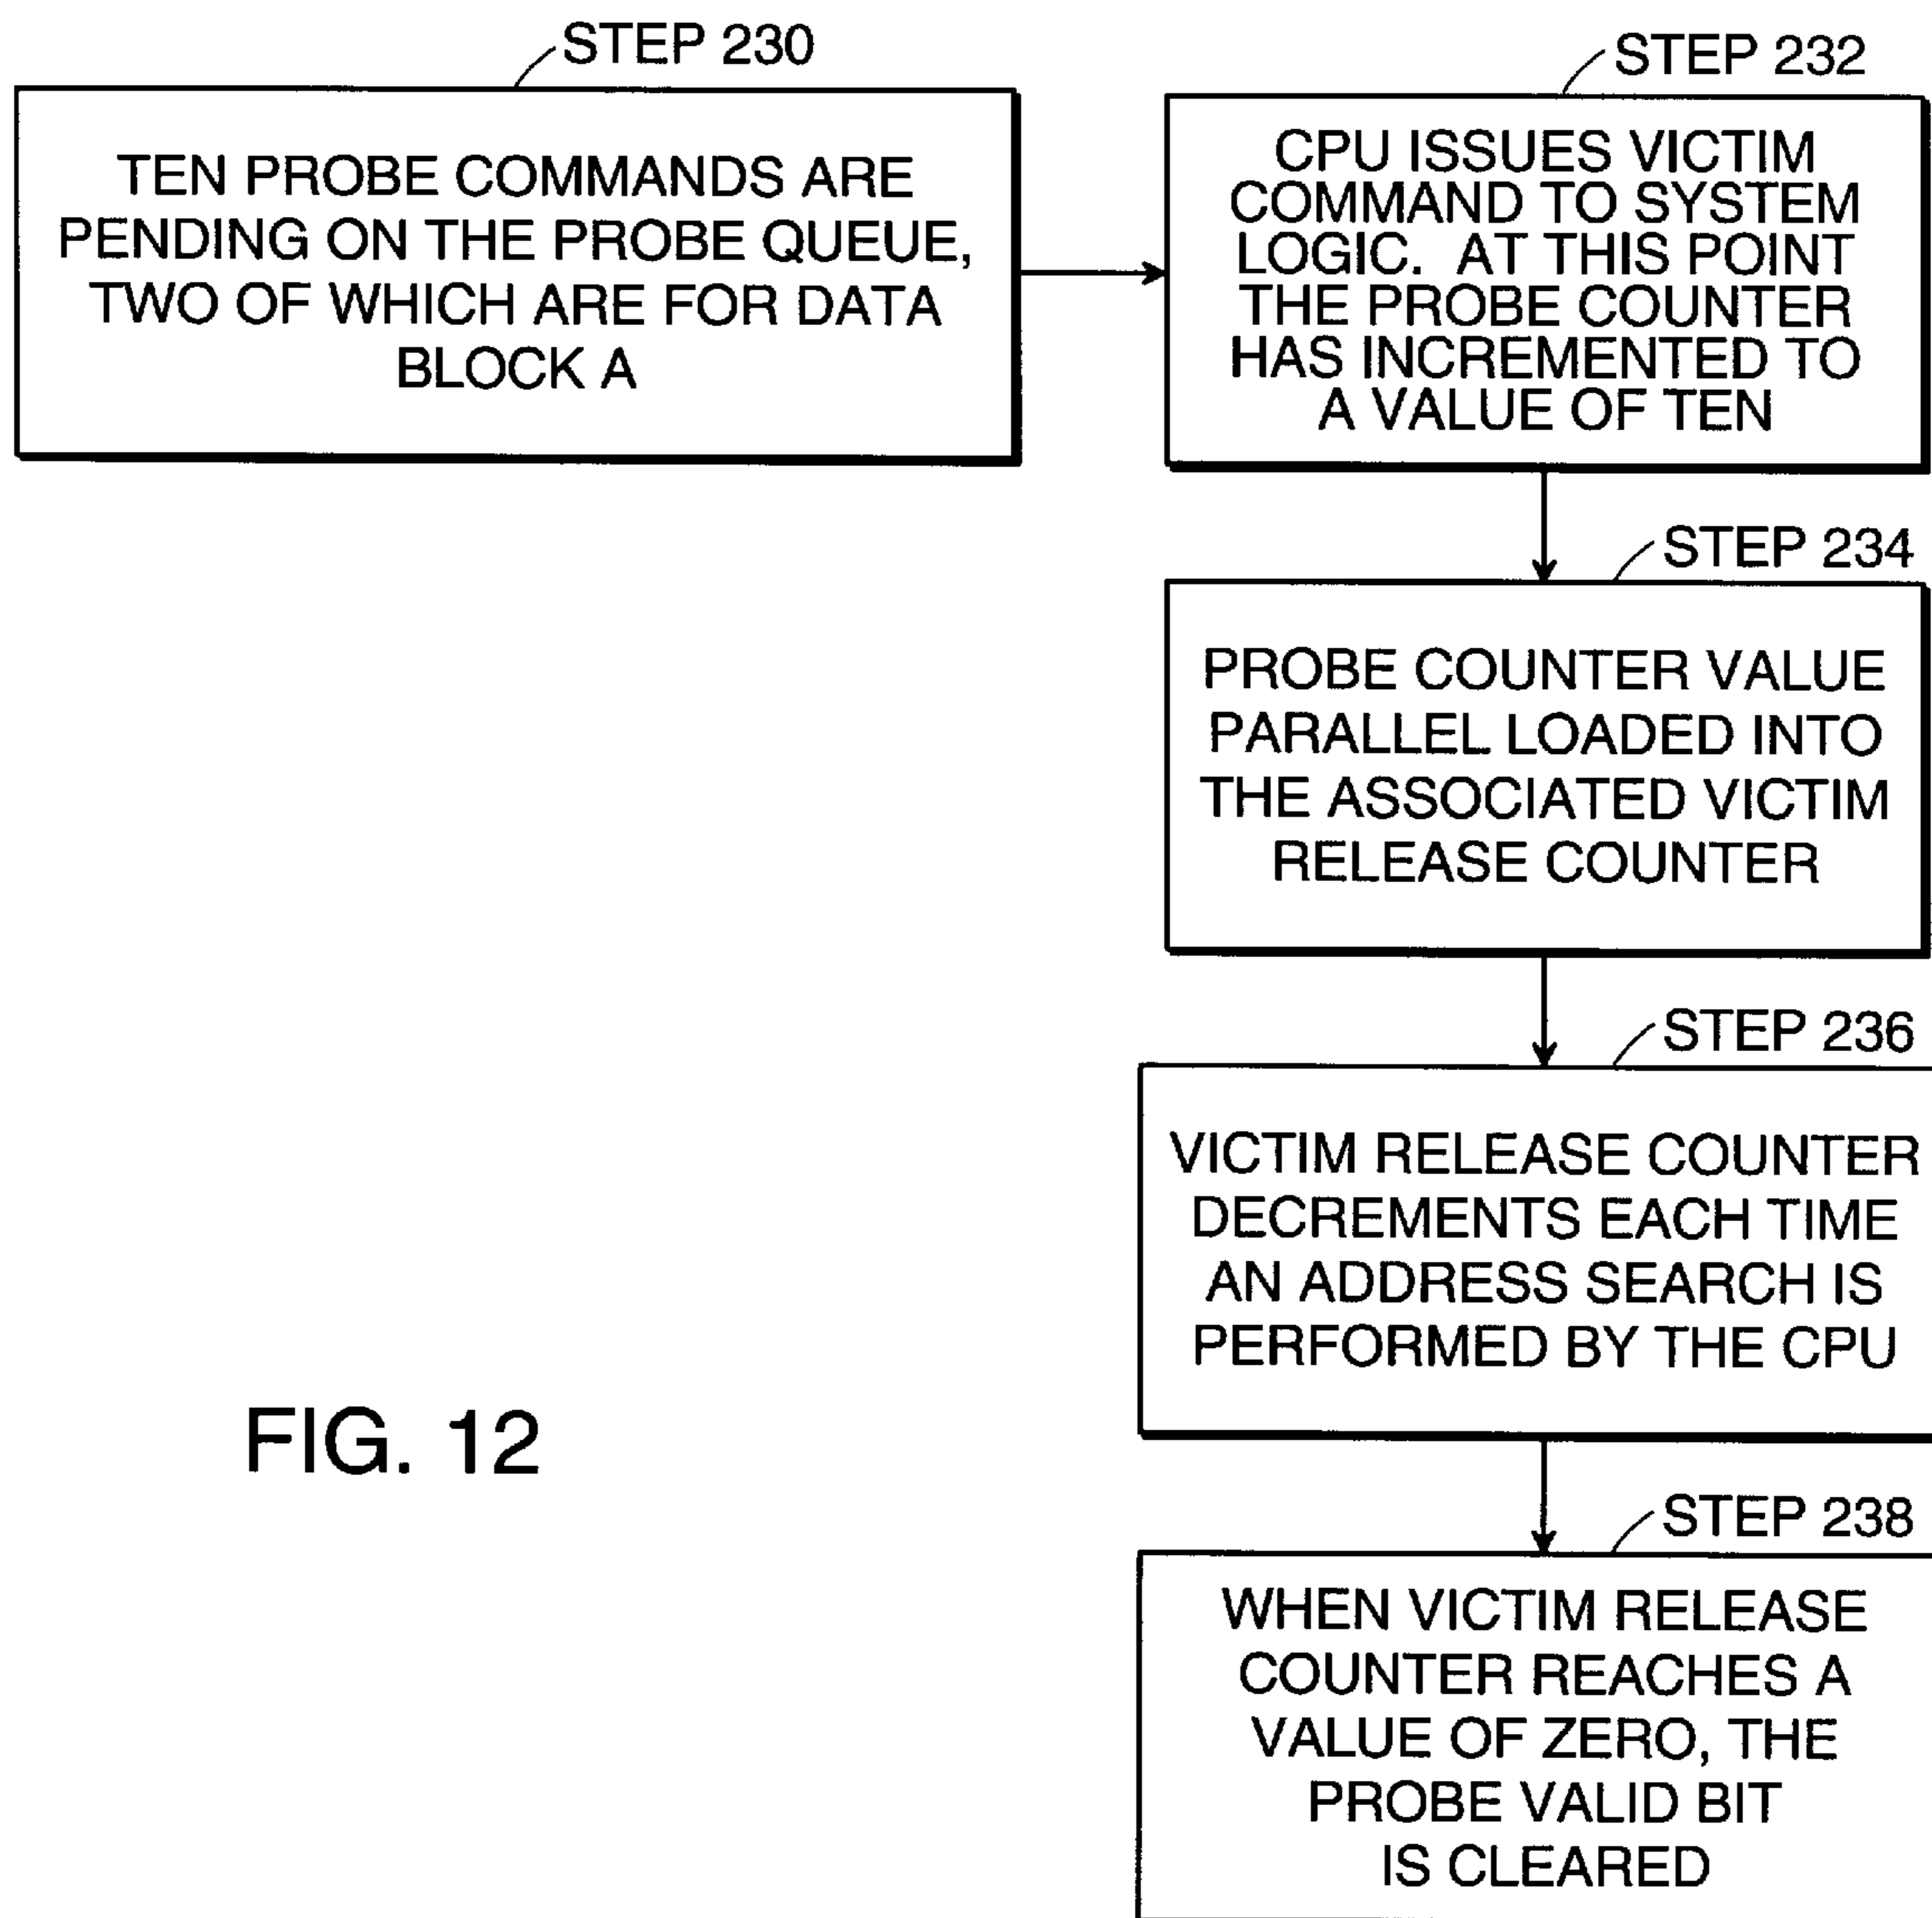 STEP 230
TEN PROBE COMMANDS ARE
PENDING ON THE PROBE QUEUE,
TWO OF WHICH ARE FOR DATA
BLOCK A
STEP 232
CPU ISSUES VICTIM
COMMAND TO SYSTEM
LOGIC. AT THIS POINT
THE PROBE COUNTER
HAS INCREMENTED TO
A VALUE OF TEN
STEP 234
PROBE COUNTER VALUE
PARALLEL LOADED INTO
THE ASSOCIATED VICTIM
RELEASE COUNTER
STEP 236
VICTIM RELEASE COUNTER
DECREMENTS EACH TIME
AN ADDRESS SEARCH IS
PERFORMED BY THE CPU
STEP 238
WHEN VICTIM RELEASE
COUNTER REACHES A
VALUE OF ZERO, THE
PROBE VALID BIT
IS CLEARED
FIG. 12